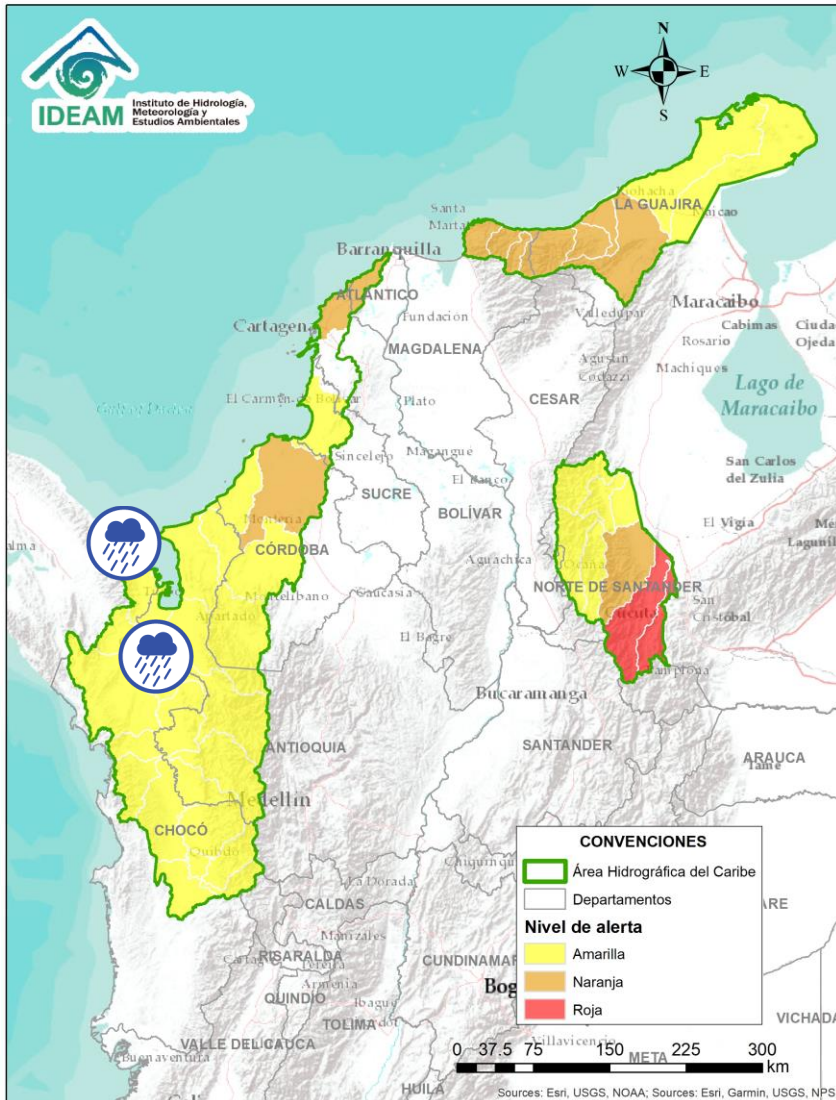 IDEAM
Instituto de Hidrología,
Meteorología y
Estudios Ambientales
N
W
E
S
Santa
Marta
LA GUAJIRA
Barranquilla
ATLÁNTICO
Cartagena
Fundación
Valledupar
Maracaibo
Cabimas
Ciudad
Ojeda
Rosario
Machiques
MAGDALENA
Agustín
Codazzi
CESAR
Lago de
Maracaibo
El Carmen de Bolívar
Plato
Sincelejo
Magangué
San Carlos
del Zulia
SUCRE
El Banco
BOLÍVAR
El Vigía
Montería
CÓRDOBA
Aguachica
Ocaña
NORTE DE SANTANDER
Cúcuta
San
Cristóbal
Montelíbano
Caucasia
Apartadó
El Bagre
Pamplona
Bucaramanga
ANTIOQUIA
SANTANDER
ARAUCA
Tame
Medellín
CHOCÓ
Quibdó
La Dorada
CALDAS
Manizales
RISARALDA
Pereira
Armenia
QUINDÍO
Ibagué
TOLIMA
VALLE DEL CAUCA
Buenaventura
HUILA
META
Villavicencio
VICHADA
CONVENCIONES
Área Hidrográfica del Caribe
Departamentos
Nivel de alerta
Amarilla
Naranja
Roja
0 37.5 75 150 225 300
km
Sources: Esri, USGS, NOAA; Sources: Esri, Garmin, USGS, NPS